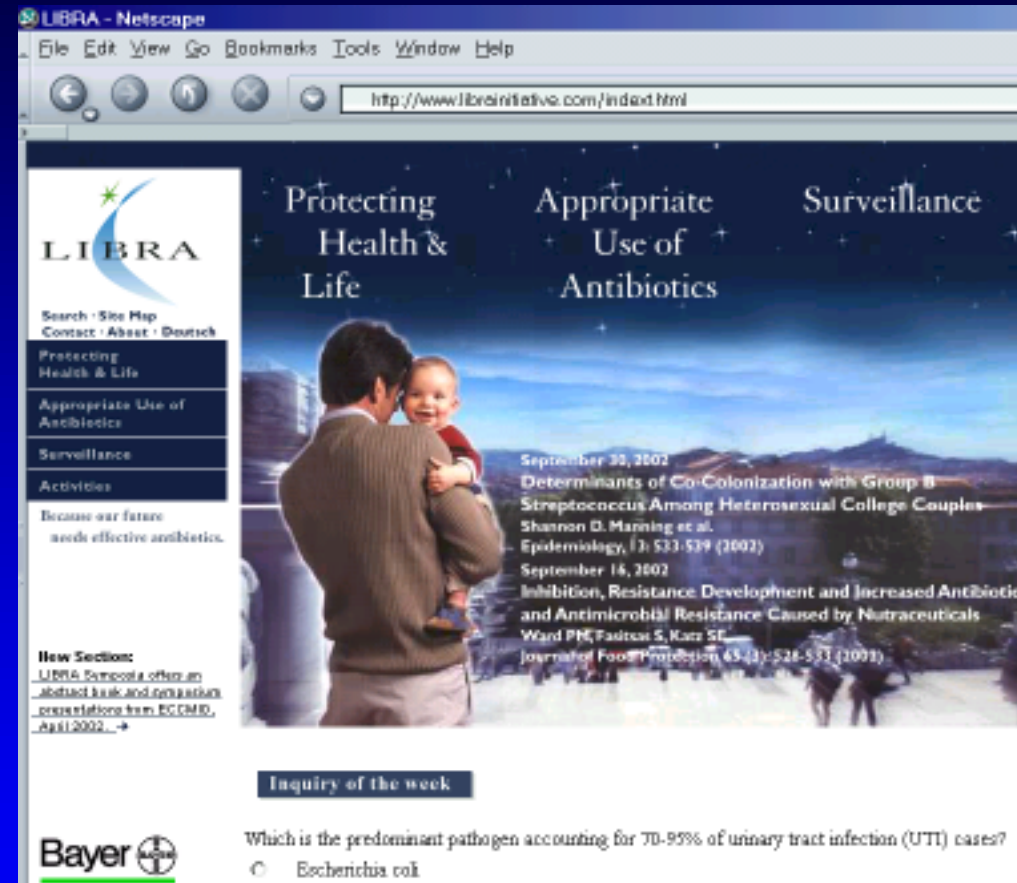 LIBRA - Netscape
File Edit View Go Bookmarks Tools Window Help
http://www.librainitiative.com/index1.html
LIBRA
Search · Site Map
Contact · About · Deutsch
Protecting
Health & Life
Appropriate Use of
Antibiotics
Surveillance
Activities
Because our future
needs effective antibiotics.
New Section:
LIBRA Symposia offers an
abstract book and symposium
presentations from ECCMID,
April 2002.
Bayer
BAYER
Protecting
Health &
Life
Appropriate
Use of
Antibiotics
Surveillance
September 30, 2002
Determinants of Co-Colonization with Group B
Streptococcus Among Heterosexual College Couples
Shannon D. Manning et al.
Epidemiology, 13: 533-539 (2002)
September 16, 2002
Inhibition, Resistance Development and Increased Antibiotic
and Antimicrobial Resistance Caused by Nutraceuticals
Ward PM, S, Katz SE
Journal of Food Protection 65 (3): 528-533 (2002)
Inquiry of the week
Which is the predominant pathogen accounting for 70-95% of urinary tract infection (UTI) cases?
Escherichia coli